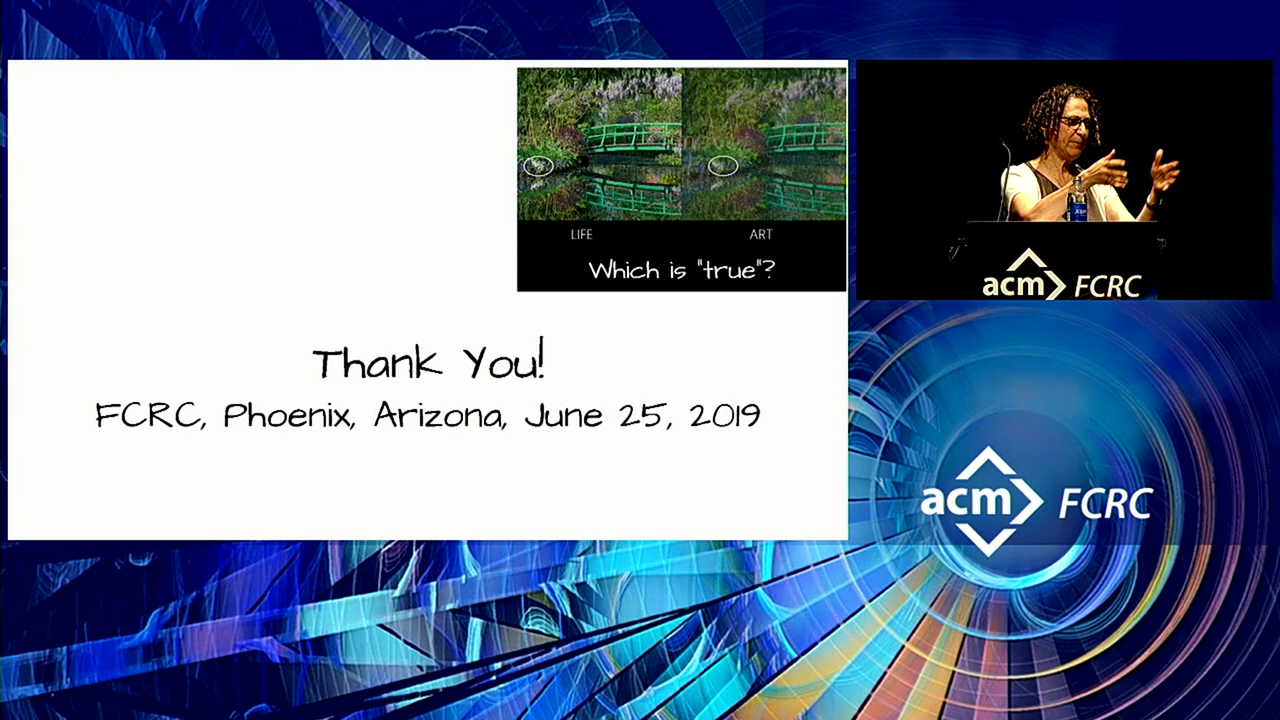 LIFE
ART
Which is "true"?
Thank You!
FCRC, Phoenix, Arizona, June 25, 2019
acm FCRC
acm FCRC